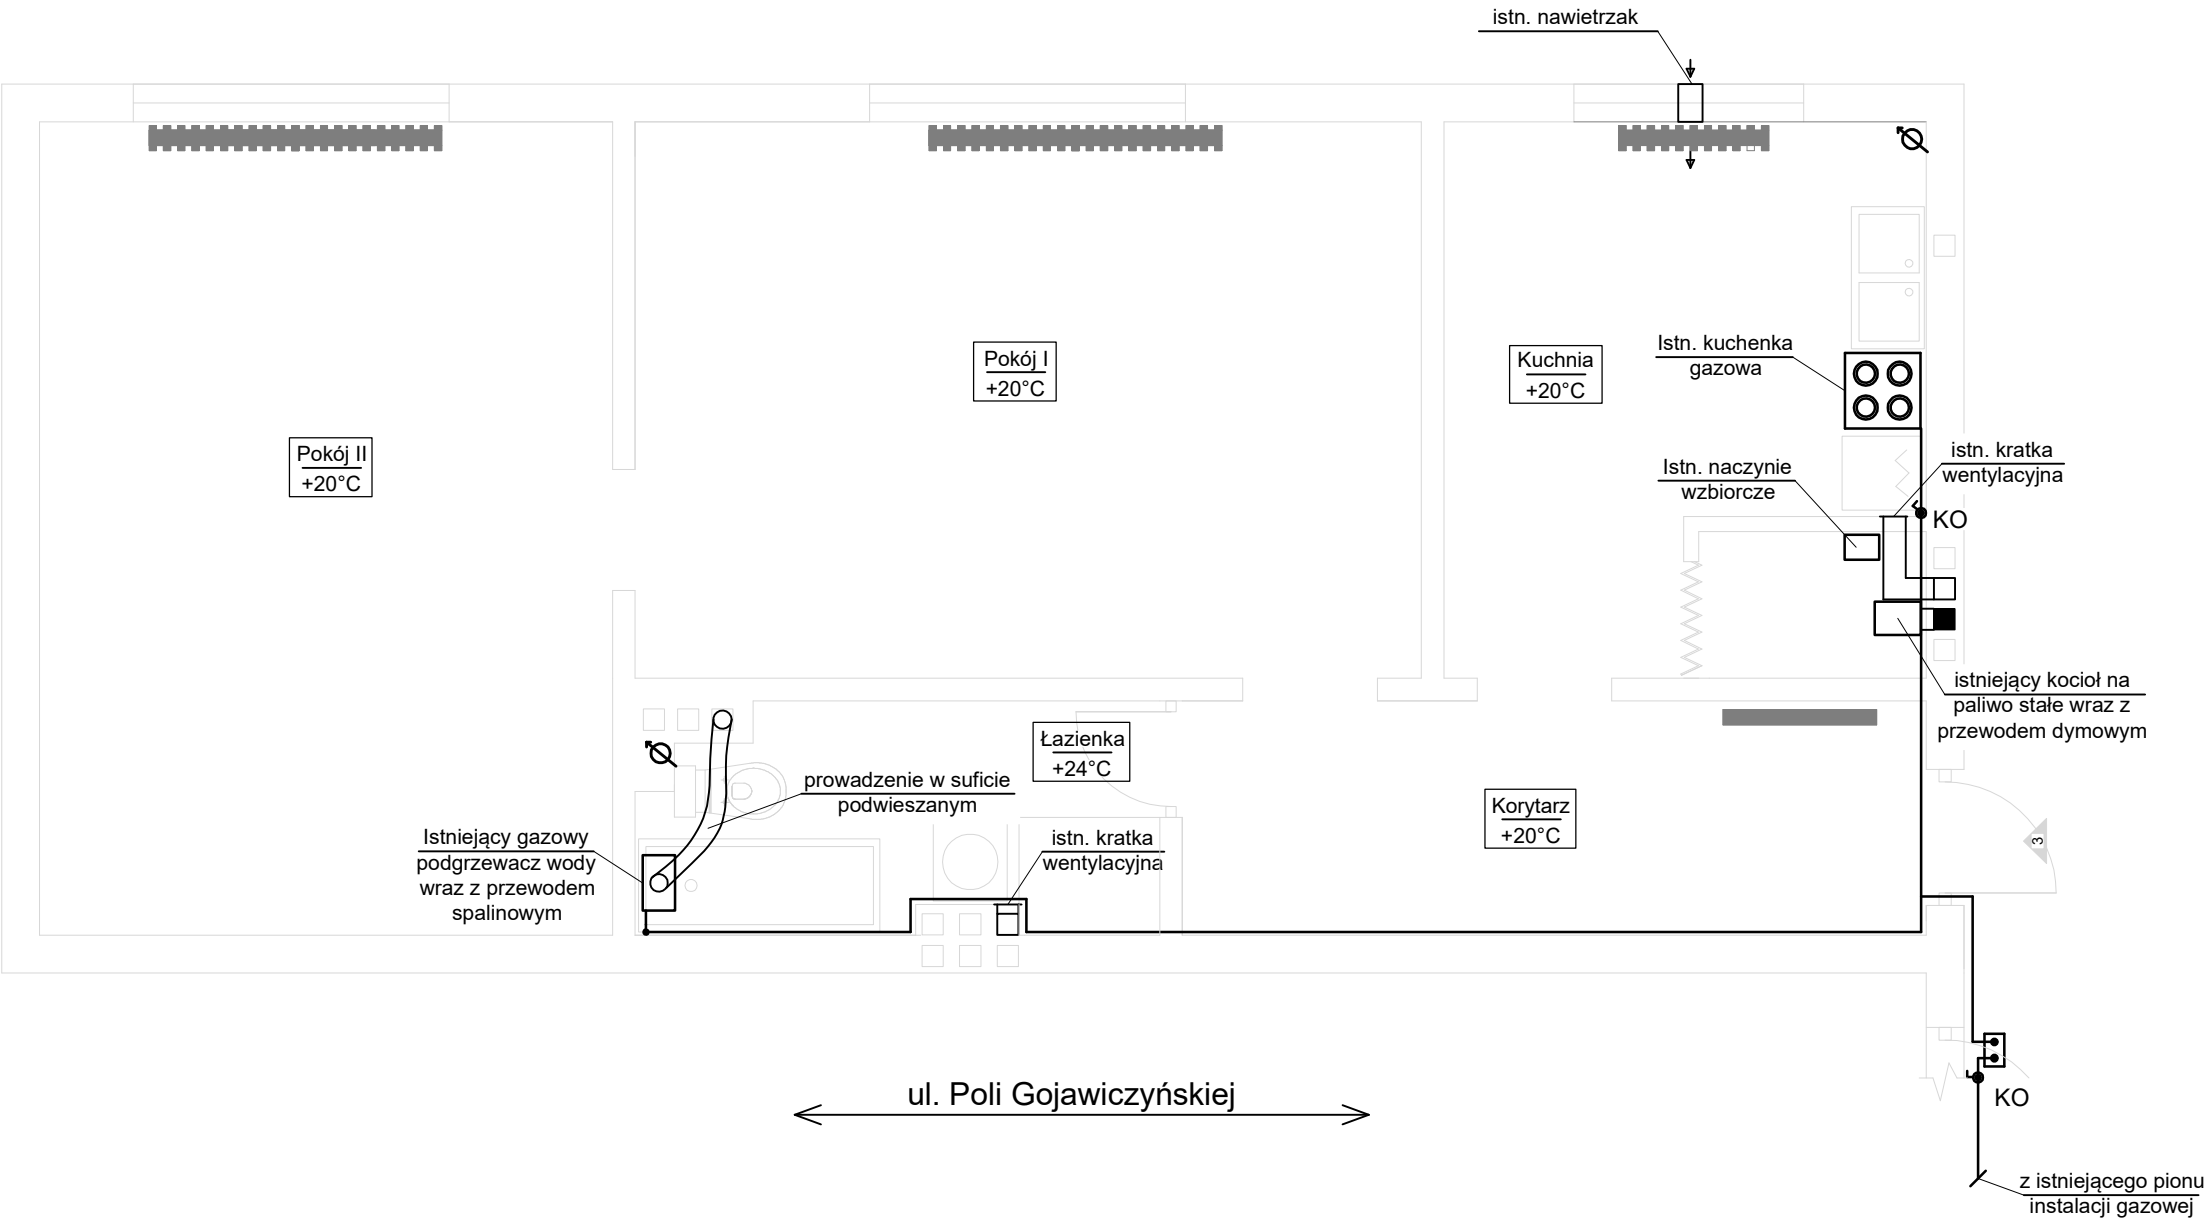 istn. nawietrzak
Pokój I
+20°C
Kuchnia
+20°C
Istn. kuchenka
gazowa
Pokój II
+20°C
istn. kratka
wentylacyjna
Istn. naczynie
wzbiorcze
KO
istniejący kocioł na
paliwo stałe wraz z
przewodem dymowym
Łazienka
+24°C
prowadzenie w suficie
podwieszanym
Korytarz
+20°C
Istniejący gazowy
podgrzewacz wody
wraz z przewodem
spalinowym
istn. kratka
wentylacyjna
3
ul. Poli Gojawiczyńskiej
KO
z istniejącego pionu
instalacji gazowej